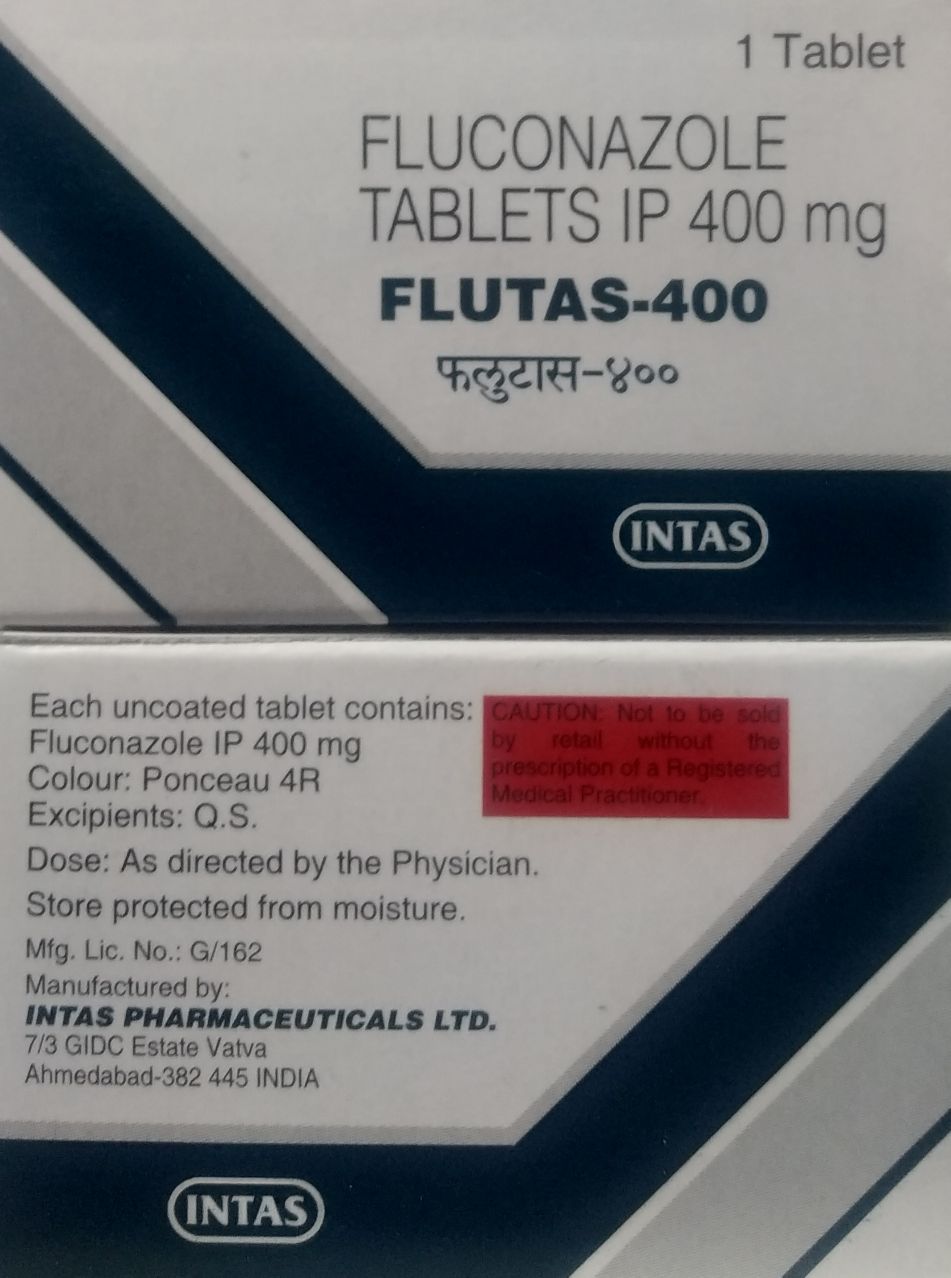 1 Tablet
FLUCONAZOLE
TABLETS IP 400 mg
FLUTAS-400
फ्लुटास-४००
INTAS
Each uncoated tablet contains:
Fluconazole IP 400 mg
Colour: Ponceau 4R
Excipients: Q.S.
CAUTION: Not to be sold
by retail without the
prescription of a Registered
Medical Practitioner.
Dose: As directed by the Physician.
Store protected from moisture.
Mfg. Lic. No.: G/162
Manufactured by:
INTAS PHARMACEUTICALS LTD.
7/3 GIDC Estate Vatva
Ahmedabad-382 445 INDIA
INTAS